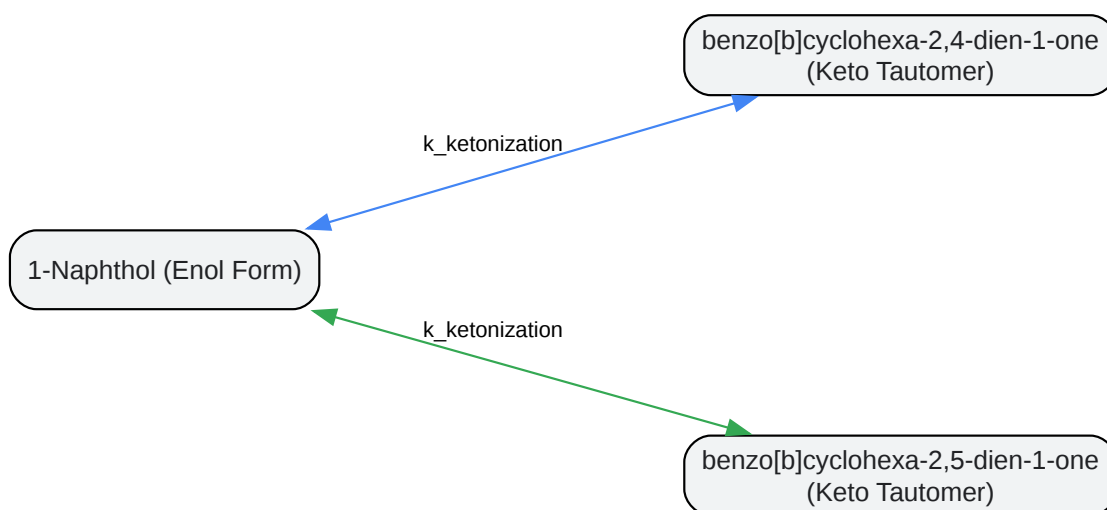 benzo[b]cyclohexa-2,4-dien-1-one
(Keto Tautomer)
k_ketonization
1-Naphthol (Enol Form)
k_ketonization
benzo[b]cyclohexa-2,5-dien-1-one
(Keto Tautomer)